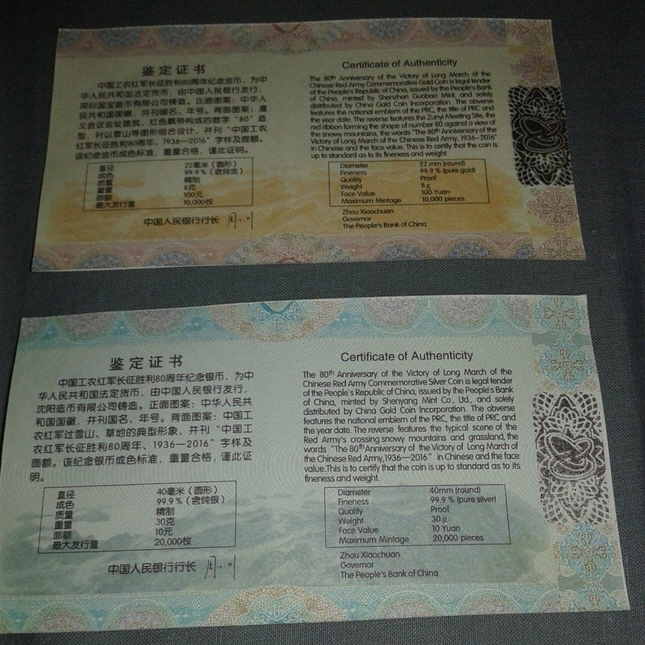 鉴定证书
中国工农红军长征胜利80周年纪念金币，为中
华人民共和国法定货币，由中国人民银行发行，
深圳国宝造币有限公司铸造。正面图案：中华人民
共和国国徽，并刊国名、年号。背面图案：遵
义会议会址建筑、红色飘带构成的数字“80”造
型，衬以雪山等图形组合设计，并刊“中国工农
红军长征胜利80周年、1936—2016”字样及面额。
该纪念金币成色标准，重量合格，谨此证明。
直径 22毫米（圆形）
成色 99.9％（含纯金）
质量 精制
重量 8克
面额 100元
最大发行量 10,000枚
中国人民银行行长
Certificate of Authenticity
The 80th Anniversary of the Victory of Long March of the
Chinese Red Army Commemorative Gold Coin is legal tender
of the People's Republic of China, issued by the People's Bank
of China, minted by Shenzhen Guobao Mint, and solely
distributed by China Gold Coin Incorporation. The obverse
features the national emblem of the PRC, the title of PRC and
the year date. The reverse features the Zunyi Meeting Site, the
red ribbon forming the shape of number 80 against a view of
the snowy mountains, the words "The 80th Anniversary of the
Victory of Long March of the Chinese Red Army, 1936-2016"
in Chinese and the face value. This is to certify that the coin is
up to standard as to its fineness and weight.
Diameter 22 mm (round)
Fineness 99.9 % (pure gold)
Quality Proof
Weight 8 g
Face Value 100 Yuan
Maximum Mintage 10,000 pieces
Zhou Xiaochuan
Governor
The People's Bank of China
鉴定证书
中国工农红军长征胜利80周年纪念银币，为中
华人民共和国法定货币，由中国人民银行发行，
沈阳造币有限公司铸造。正面图案：中华人民共
和国国徽，并刊国名、年号。背面图案：中国工
农红军过雪山、草地的典型形象，并刊“中国工
农红军长征胜利80周年、1936—2016”字样及
面额。该纪念银币成色标准，重量合格，谨此证
明。
直径 40毫米（圆形）
成色 99.9％（含纯银）
质量 精制
重量 30克
面额 10元
最大发行量 20,000枚
中国人民银行行长
Certificate of Authenticity
The 80th Anniversary of the Victory of Long March of the
Chinese Red Army Commemorative Silver Coin is legal tender
of the People's Republic of China, issued by the People's Bank
of China, minted by Shenyang Mint Co., Ltd., and solely
distributed by China Gold Coin Incorporation. The obverse
features the national emblem of the PRC, the title of PRC and
the year date. The reverse features the typical scene of the
Red Army's crossing snowy mountains and grassland, the
words "The 80th Anniversary of the Victory of Long March of
the Chinese Red Army,1936—2016" in Chinese and the face
value.This is to certify that the coin is up to standard as to its
fineness and weight.
Diameter 40mm (round)
Fineness 99.9 % (pure silver)
Quality Proof
Weight 30 g
Face Value 10 Yuan
Maximum Mintage 20,000 pieces
Zhou Xiaochuan
Governor
The People's Bank of China